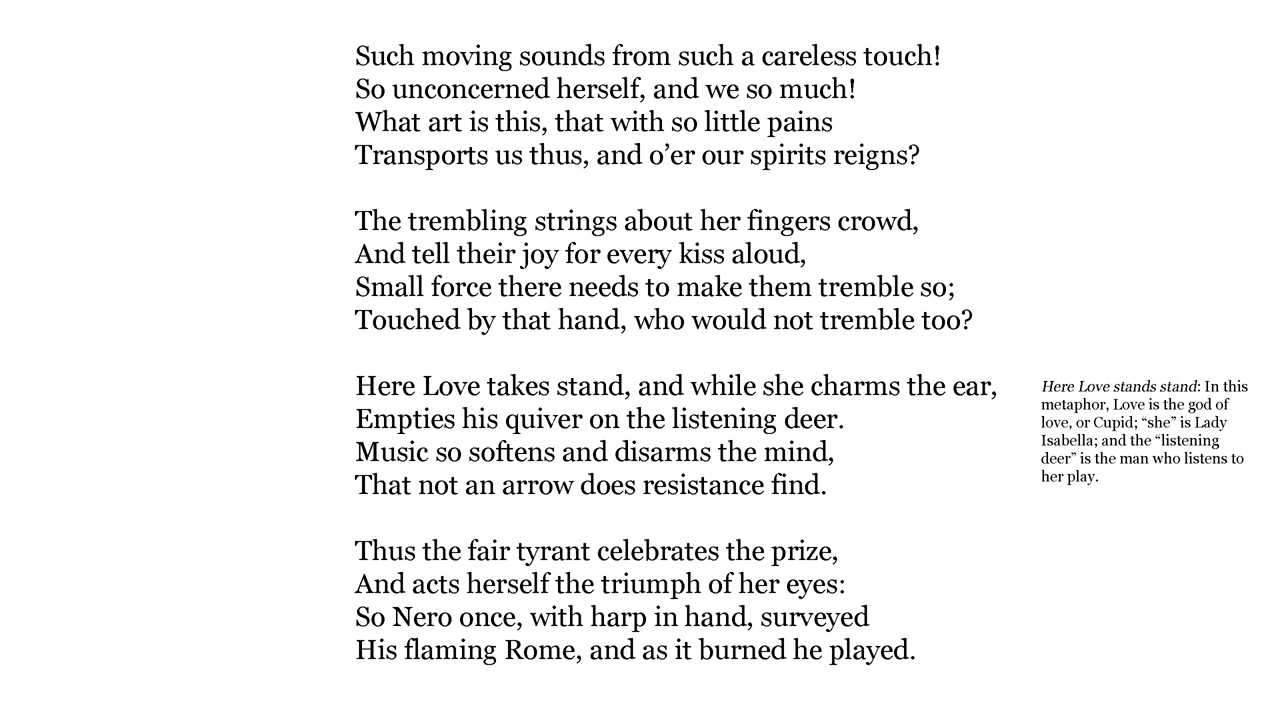 Such moving sounds from such a careless touch!
So unconcerned herself, and we so much!
What art is this, that with so little pains
Transports us thus, and o’er our spirits reigns?

The trembling strings about her fingers crowd,
And tell their joy for every kiss aloud,
Small force there needs to make them tremble so;
Touched by that hand, who would not tremble too?

Here Love takes stand, and while she charms the ear,
Empties his quiver on the listening deer.
Music so softens and disarms the mind,
That not an arrow does resistance find.

Thus the fair tyrant celebrates the prize,
And acts herself the triumph of her eyes:
So Nero once, with harp in hand, surveyed
His flaming Rome, and as it burned he played.

Here Love stands stand: In this
metaphor, Love is the god of
love, or Cupid; “she” is Lady
Isabella; and the “listening
deer” is the man who listens to
her play.